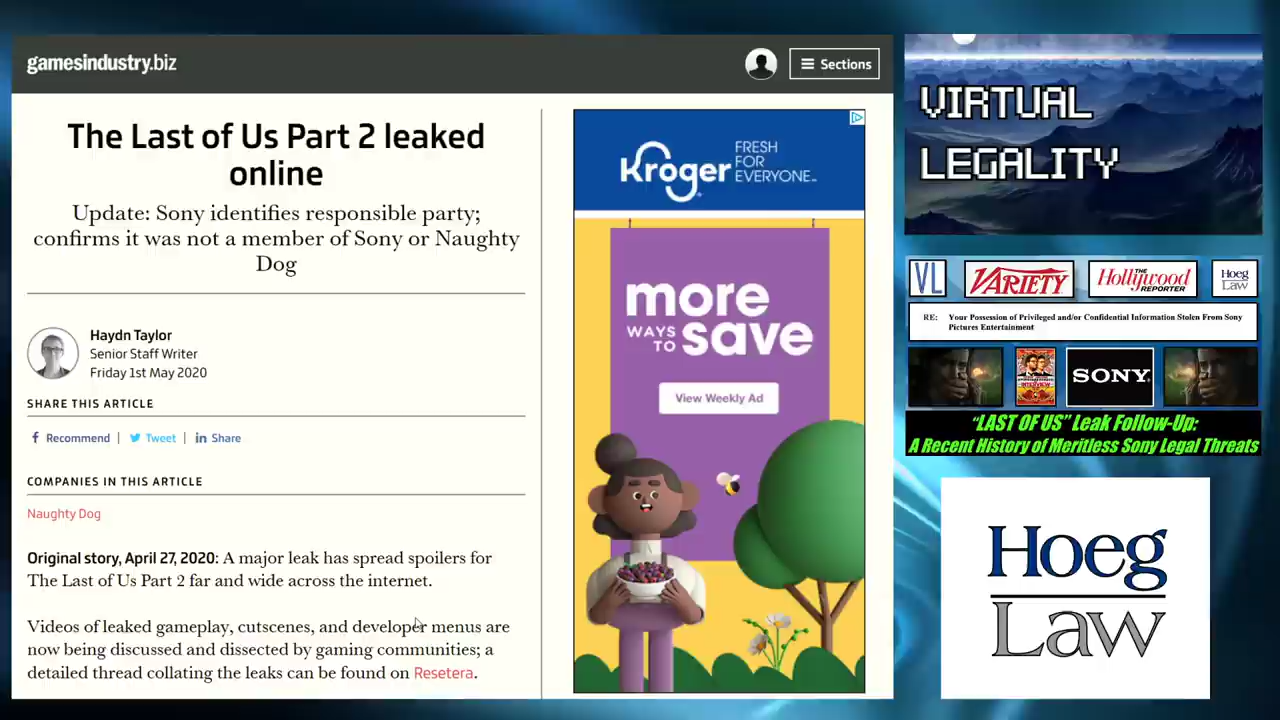 gamesindustry.biz
Sections
The Last of Us Part 2 leaked
online
Update: Sony identifies responsible party;
confirms it was not a member of Sony or Naughty
Dog
Haydn Taylor
Senior Staff Writer
Friday 1st May 2020
SHARE THIS ARTICLE
Recommend | Tweet | in Share
COMPANIES IN THIS ARTICLE
Naughty Dog
Original story, April 27, 2020: A major leak has spread spoilers for
The Last of Us Part 2 far and wide across the internet.
Videos of leaked gameplay, cutscenes, and developer menus are
now being discussed and dissected by gaming communities; a
detailed thread collating the leaks can be found on Resetera.
Kroger
FRESH
FOR
EVERYONE™
more
WAYS
TO
save
View Weekly Ad
VIRTUAL
LEGALITY
VL
VARIETY
THE
Hollywood
REPORTER
Hoeg
Law
RE: Your Possession of Privileged and/or Confidential Information Stolen From Sony
Pictures Entertainment
SONY
"LAST OF US" Leak Follow-Up:
A Recent History of Meritless Sony Legal Threats
Hoeg
Law